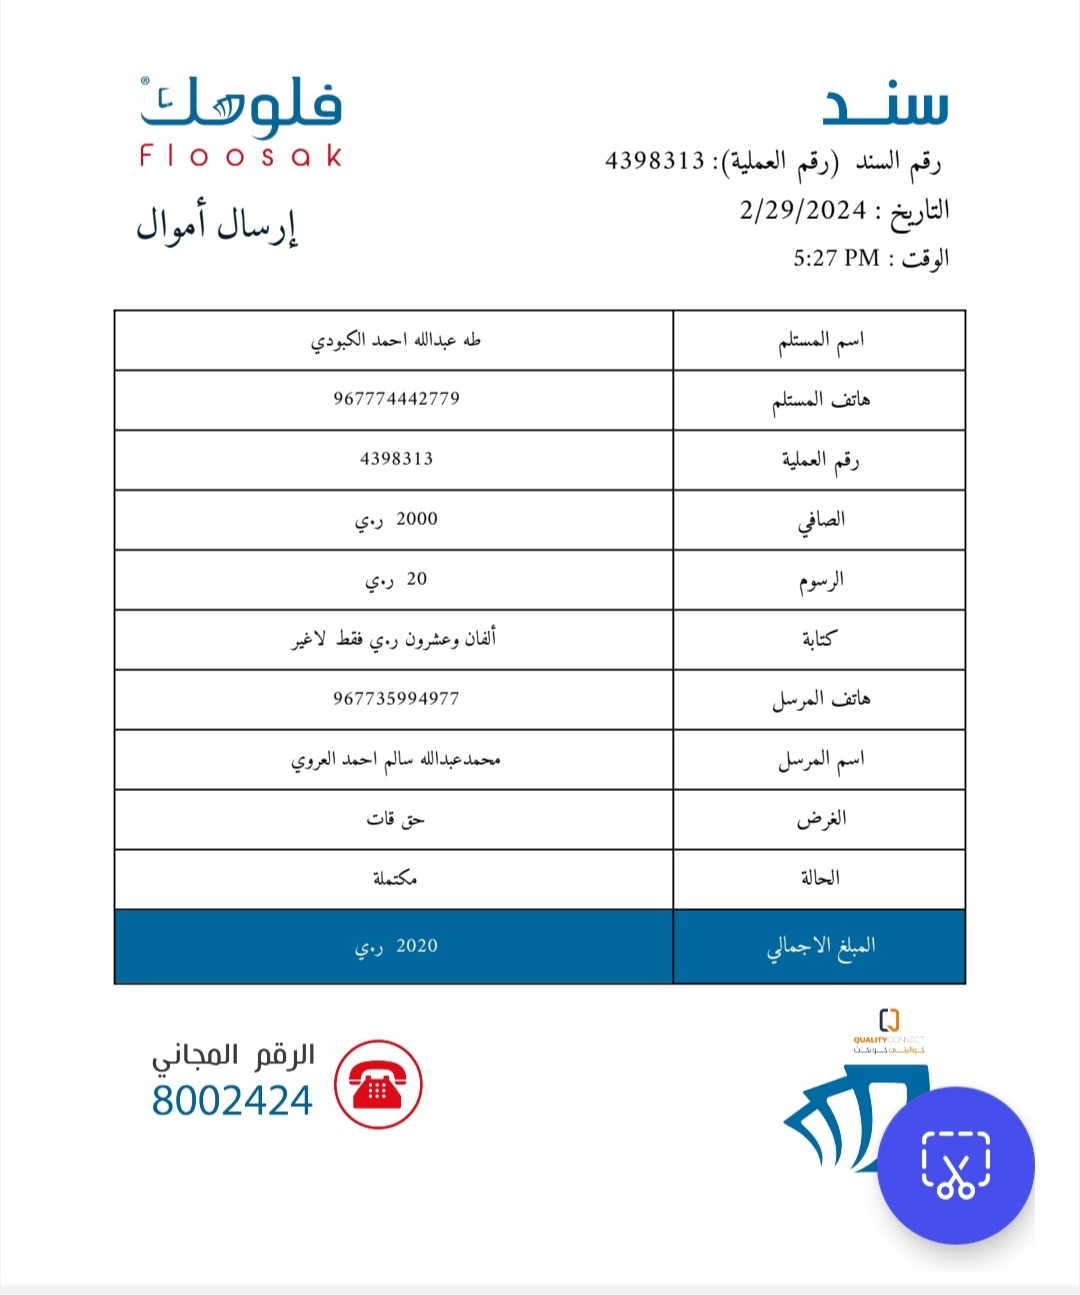 سند
رقم السند (رقم العملية): 4398313
التاريخ : 2/29/2024
الوقت : 5:27 PM
فلوسك®
Floosak
إرسال أموال
اسم المستلم طه عبدالله احمد الكبودي
هاتف المستلم 967774442779
رقم العملية 4398313
الصافي 2000 ر.ي
الرسوم 20 ر.ي
كتابة ألفان وعشرون ر.ي فقط لاغير
هاتف المرسل 967735994977
اسم المرسل محمدعبدالله سالم احمد العروي
الغرض حق قات
الحالة مكتملة
المبلغ الاجمالي 2020 ر.ي
QUALITYCONNECT
كواليتي كونكت
الرقم المجاني
8002424